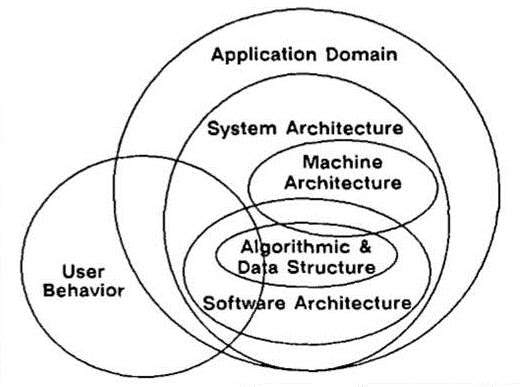 Application Domain
System Architecture
Machine
Architecture
Algorithmic &
Data Structure
Software Architecture
User
Behavior